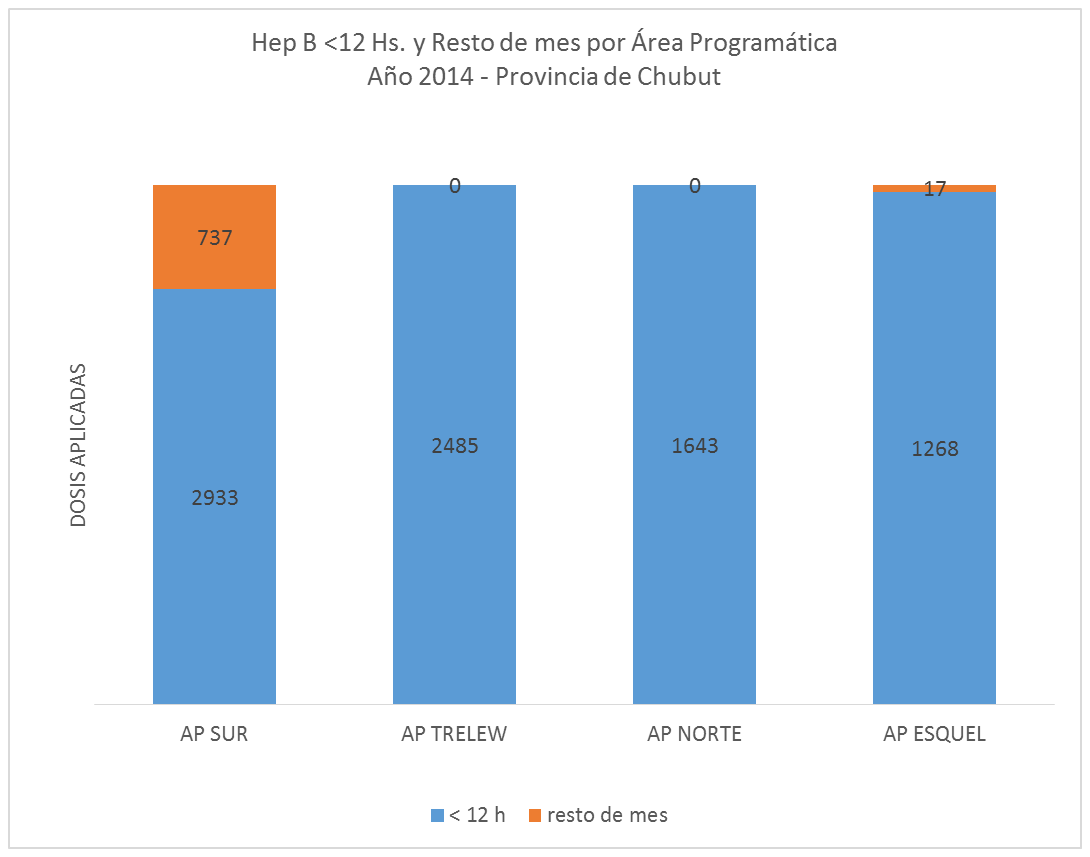 Hep B <12 Hs. y Resto de mes por Área Programática
Año 2014 - Provincia de Chubut
DOSIS APLICADAS
737
0
0
17
2933
2485
1643
1268
AP SUR
AP TRELEW
AP NORTE
AP ESQUEL
< 12 h
resto de mes